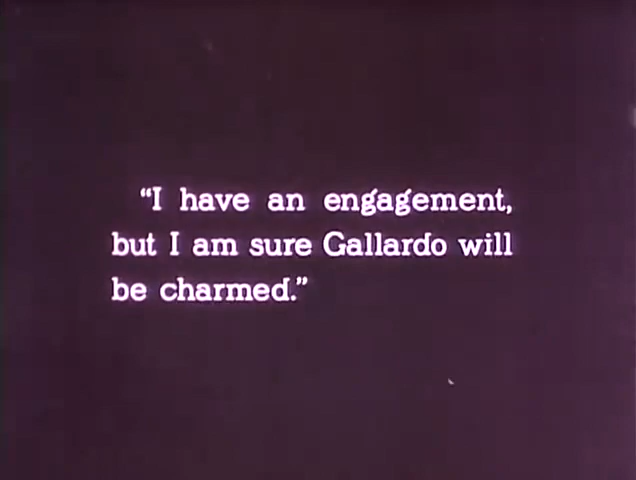 “I have an engagement,
but I am sure Gallardo will
be charmed.”